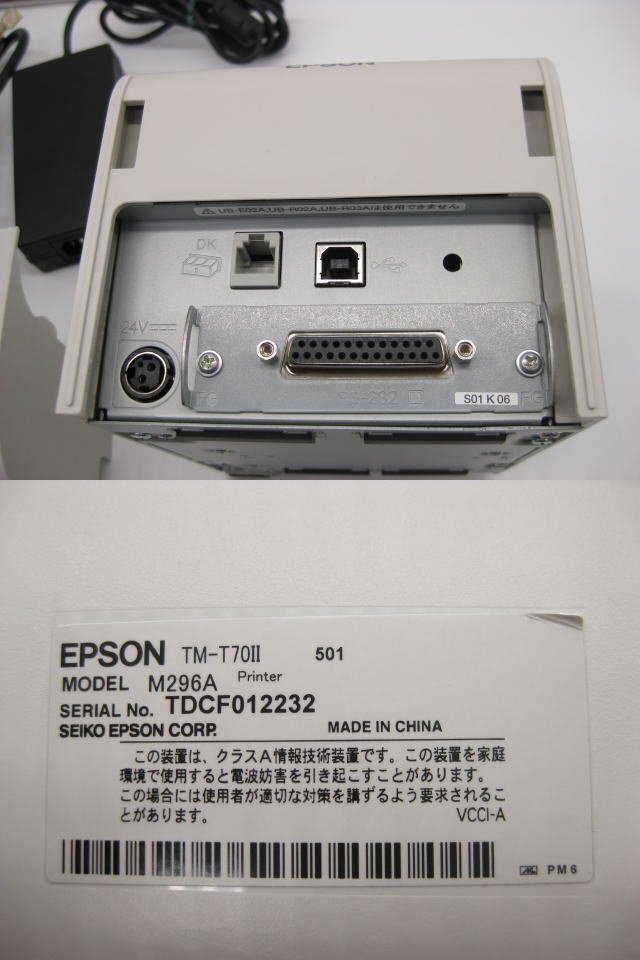 EPSON
⚠ UB-E02A,UB-R02A,UB-R03Aは使用できません
DK
24V
FG
RS-232
S01 K 06
FG
EPSON TM-T70II 501
MODEL M296A Printer
SERIAL No. TDCF012232
SEIKO EPSON CORP. MADE IN CHINA
この装置は、クラスA情報技術装置です。この装置を家庭
環境で使用すると電波妨害を引き起こすことがあります。
この場合には使用者が適切な対策を講ずるよう要求されるこ
とがあります。 VCCI-A
PM6